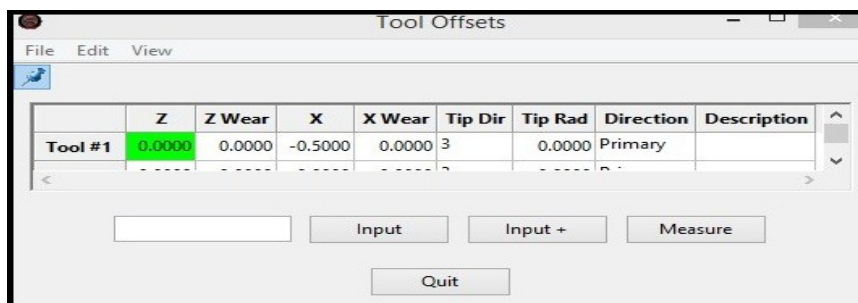 Tool Offsets
File Edit View
Z Z Wear X X Wear Tip Dir Tip Rad Direction Description
Tool #1 0.0000 0.0000 -0.5000 0.0000 3 0.0000 Primary
Input Input + Measure
Quit